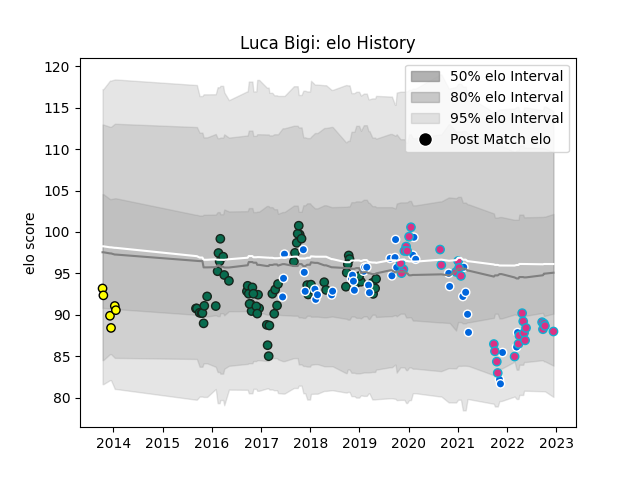 Luca Bigi: elo History
120
115
110
105
100
95
90
85
80
elo score
50% elo Interval
80% elo Interval
95% elo Interval
Post Match elo
2014 2015 2016 2017 2018 2019 2020 2021 2022 2023